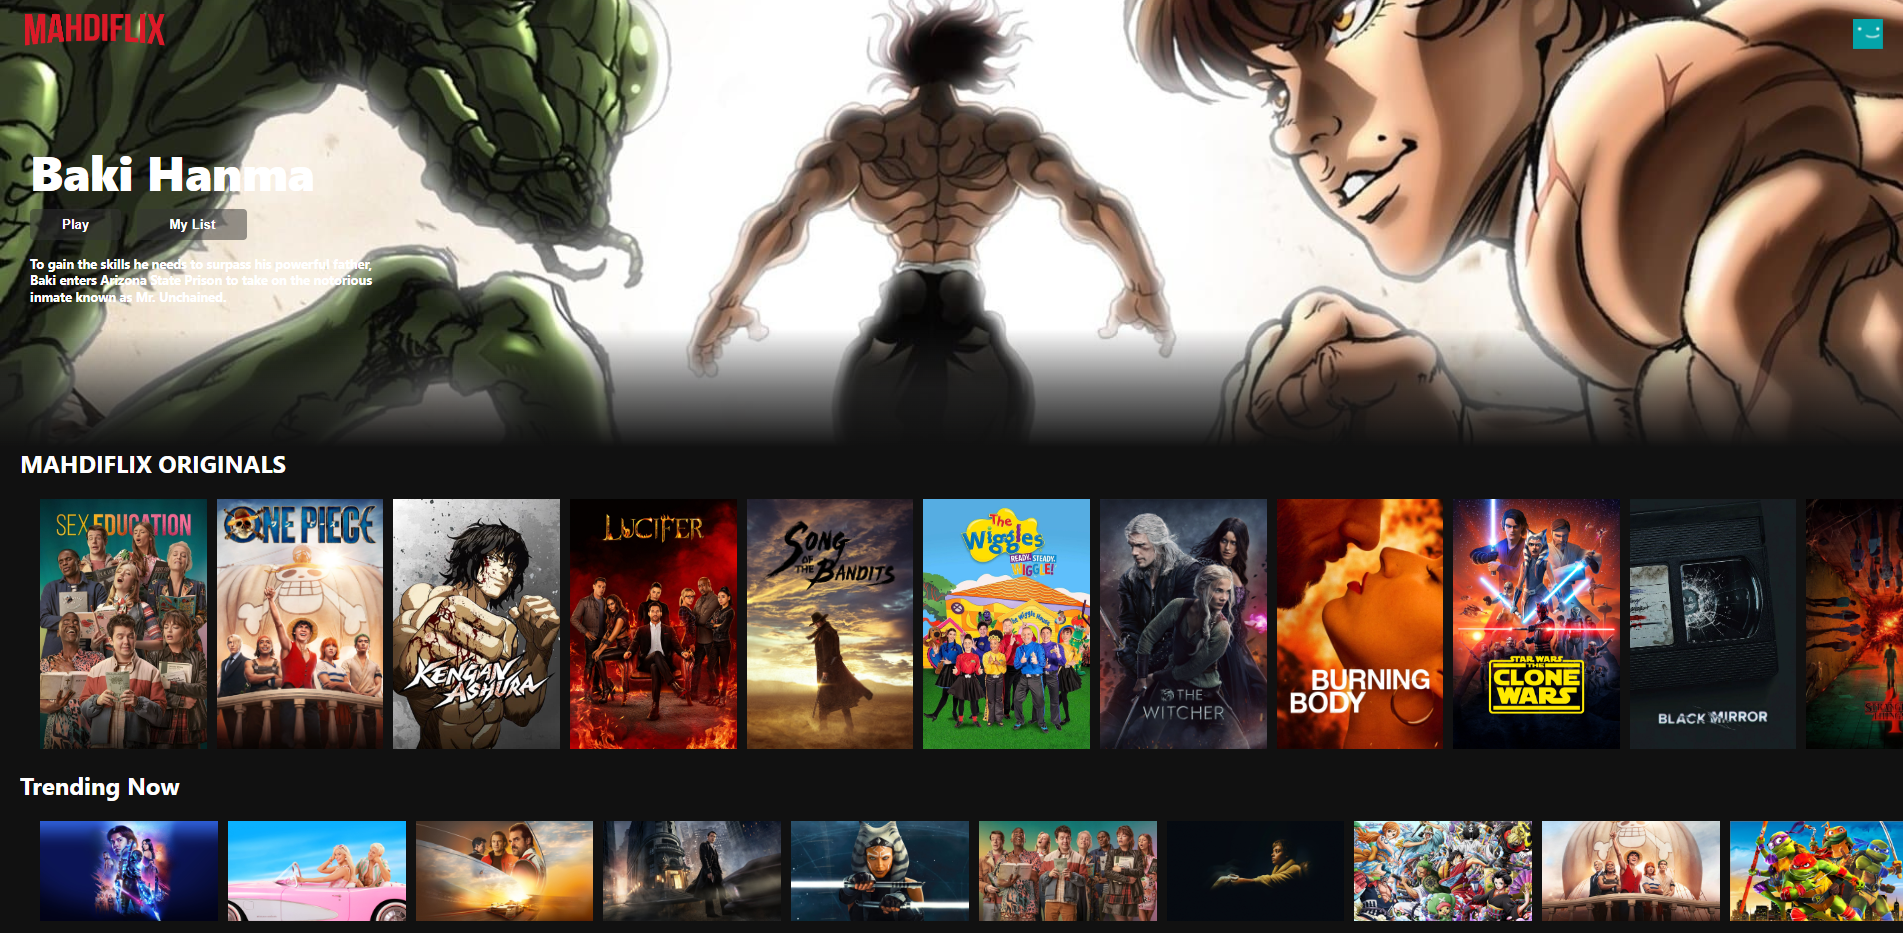 MAHDIFLIX
Baki Hanma
Play
My List
To gain the skills he needs to surpass his powerful father,
Baki enters Arizona State Prison to take on the notorious
inmate known as Mr. Unchained.
MAHDIFLIX ORIGINALS
SEX EDUCATION
ONE PIECE
KENGAN
ASHURA
LUCIFER
SONG
OF THE
BANDITS
The
Wiggles
READY, STEADY,
WIGGLE!
The Wiggle House
THE
WITCHER
BURNING
BODY
STAR WARS
THE
CLONE
WARS
BLACK MIRROR
Trending Now